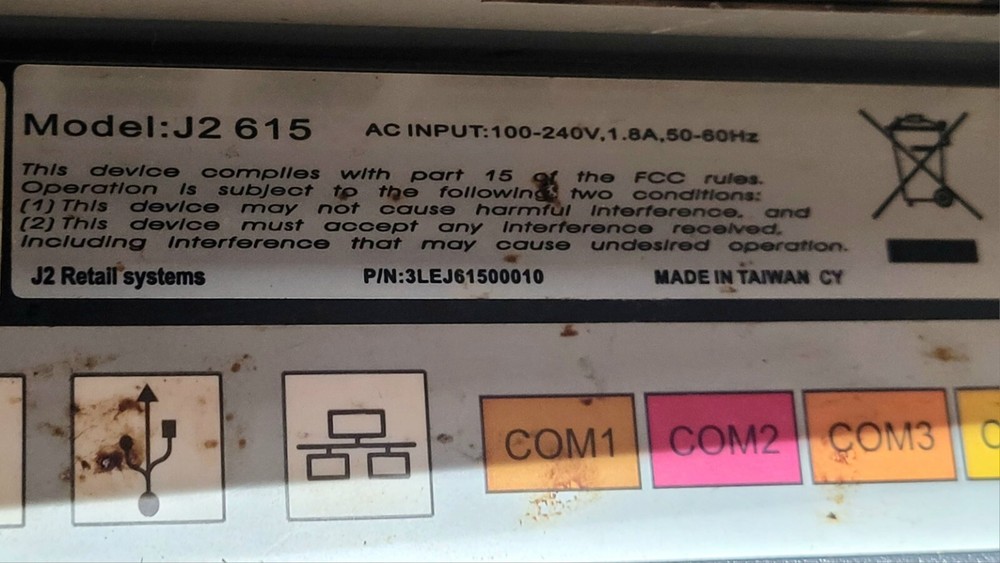 Model:J2 615
AC INPUT:100-240V,1.8A,50-60Hz
This device complies with part 15 of the FCC rules.
Operation is subject to the following two conditions:
(1) This device may not cause harmful interference, and
(2) This device must accept any interference received,
including interference that may cause undesired operation.
J2 Retail systems
P/N:3LEJ61500010
MADE IN TAIWAN CY
COM1
COM2
COM3